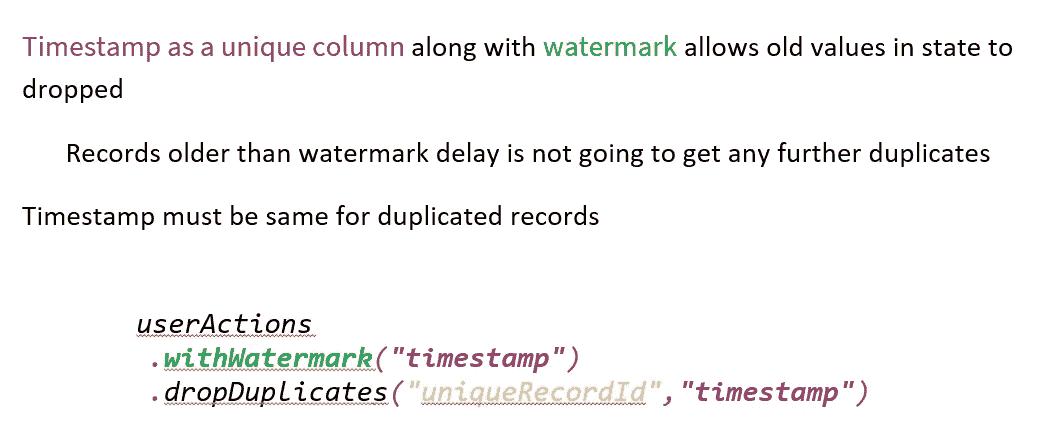 Timestamp as a unique column along with watermark allows old values in state to
dropped
Records older than watermark delay is not going to get any further duplicates
Timestamp must be same for duplicated records
userActions
.withWatermark("timestamp")
.dropDuplicates("uniqueRecordId","timestamp")